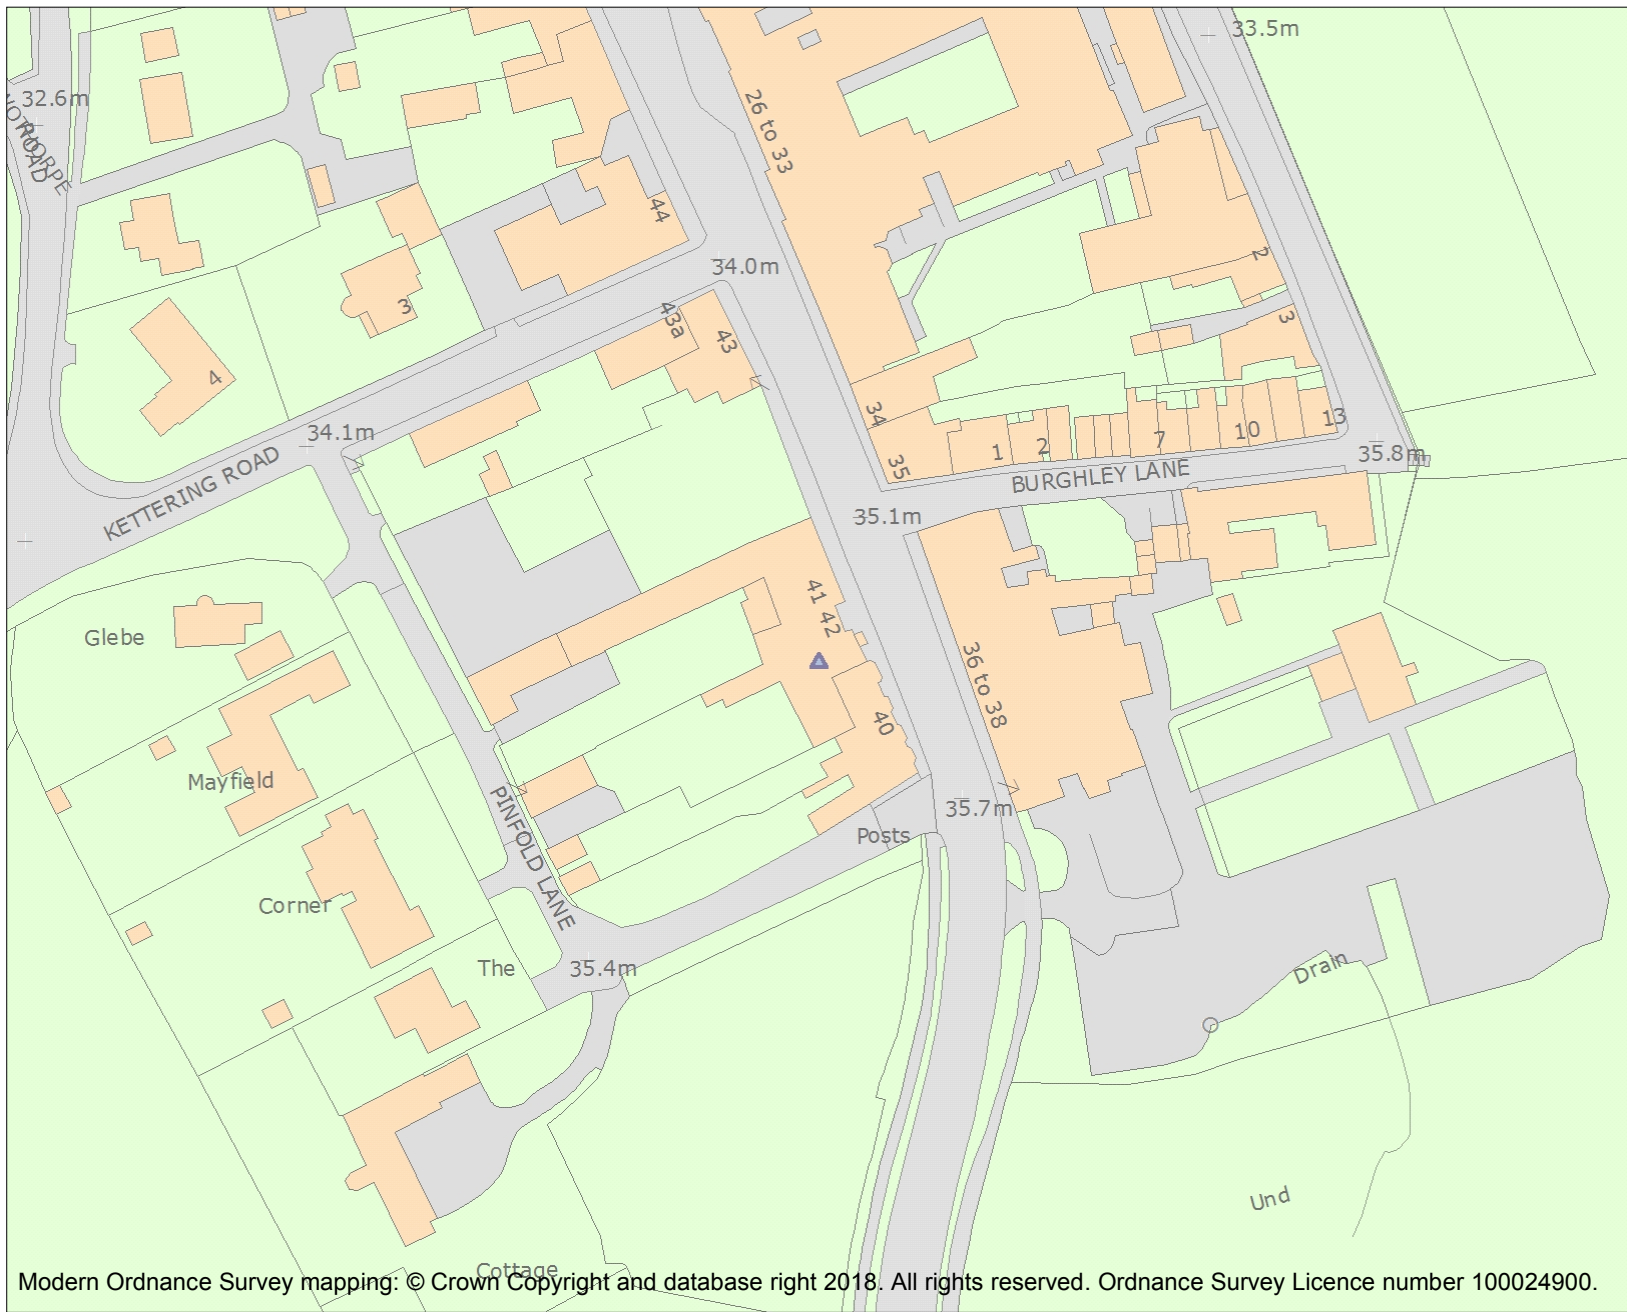 33.5m
32.6m
26 to 33
ROAD
44
2
34.0m
3
43a
43
3
4
34
13
10
7
2
1
34.1m
35
35.8m
KETTERING ROAD
BURGHLEY LANE
35.1m
41 42
Glebe
36 to 38
40
Mayfield
PINFOLD LANE
35.7m
Posts
Corner
The
35.4m
Drain
Und
Cottage
Modern Ordnance Survey mapping: © Crown Copyright and database right 2018. All rights reserved. Ordnance Survey Licence number 100024900.